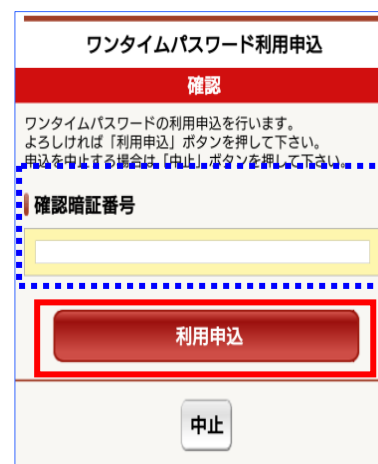 ワンタイムパスワード利用申込
確認
ワンタイムパスワードの利用申込を行います。
よろしければ「利用申込」ボタンを押して下さい。
申込を中止する場合は「中止」ボタンを押して下さい。
確認暗証番号
利用申込
中止